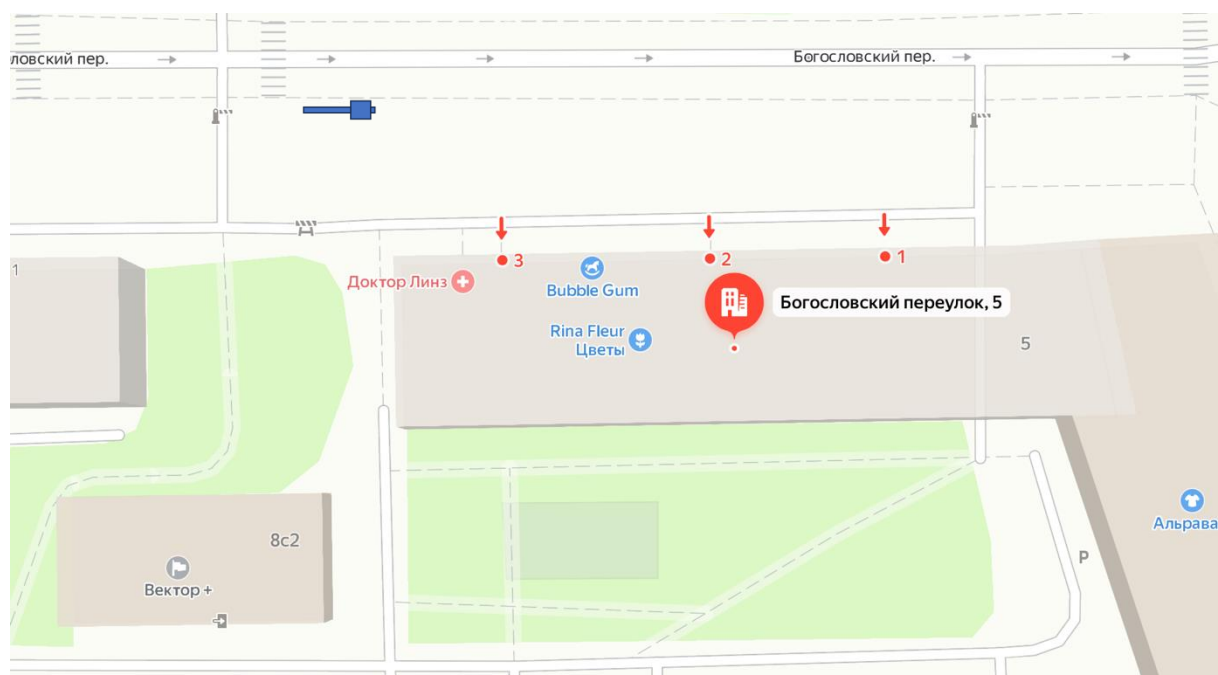 ловский пер.
Богословский пер.
1
3
2
1
Доктор Линз
Bubble Gum
Богословский переулок, 5
Rina Fleur
Цветы
5
8с2
Вектор +
Альрава
P